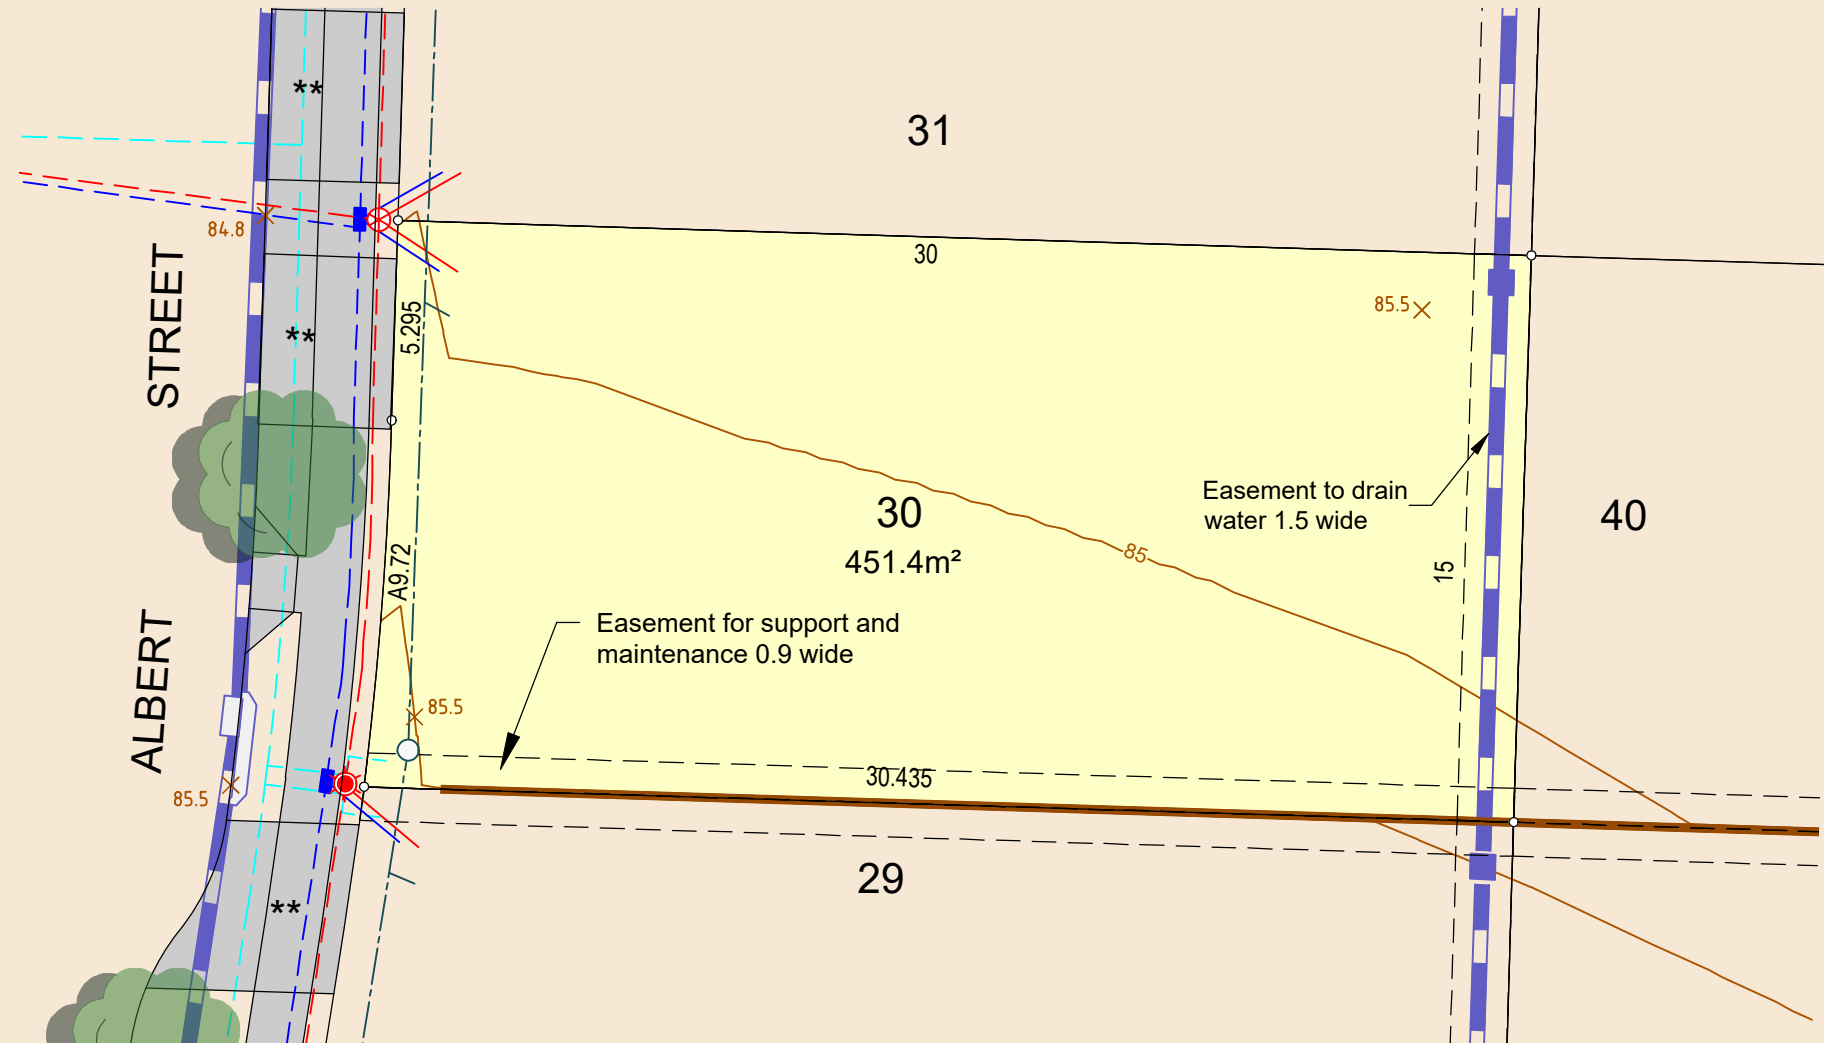 **
31
84.8
30
STREET
5.295
85.5
**
Easement to drain
water 1.5 wide
30
451.4m²
40
85
A9.72
15
Easement for support and
maintenance 0.9 wide
ALBERT
85.5
85.5
30.435
29
**